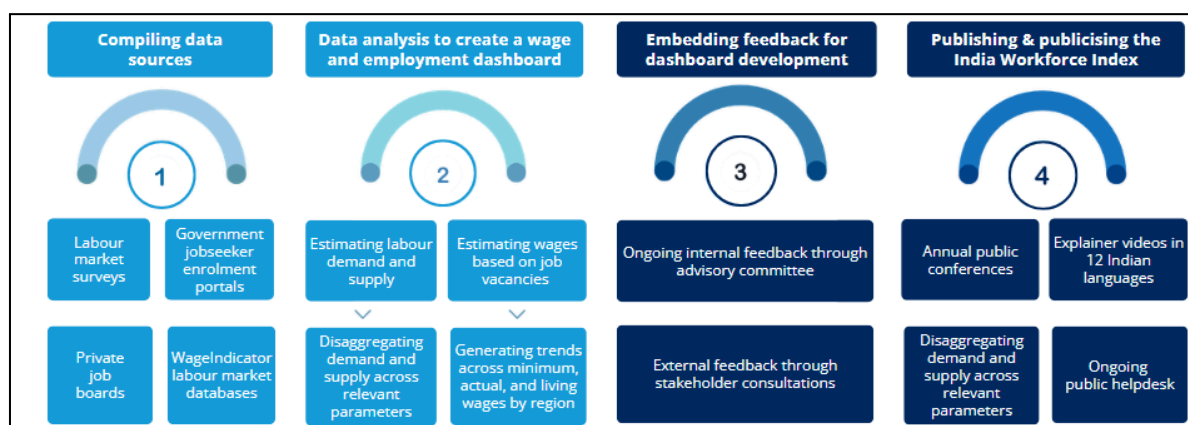 Compiling data
sources
Data analysis to create a wage
and employment dashboard
Embedding feedback for
dashboard development
Publishing & publicising the
India Workforce Index
1
2
3
4
Labour
market
surveys
Government
jobseeker
enrolment
portals
Estimating labour
demand and
supply
Estimating wages
based on job
vacancies
Ongoing internal feedback through
advisory committee
Annual public
conferences
Explainer videos in
12 Indian
languages
Private
job
boards
WageIndicator
labour market
databases
Disaggregating
demand and
supply across
relevant
parameters
Generating trends
across minimum,
actual, and living
wages by region
External feedback through
stakeholder consultations
Disaggregating
demand and
supply across
relevant
parameters
Ongoing
public helpdesk